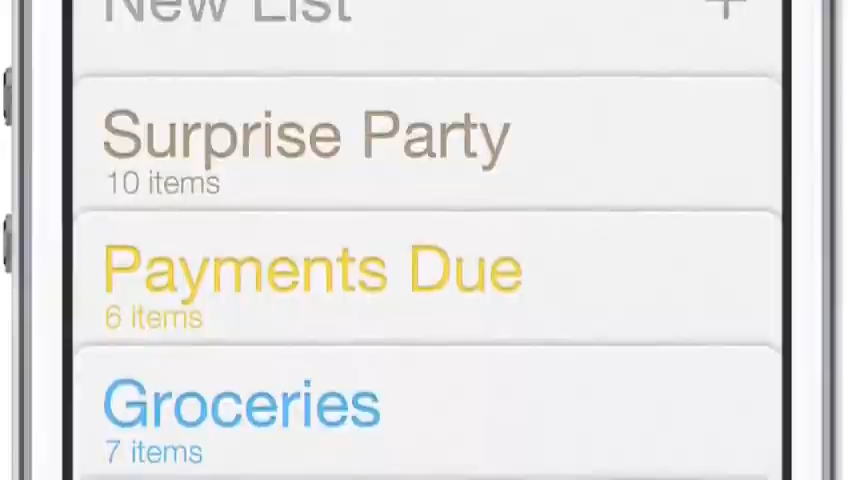 New List +
Surprise Party
10 items
Payments Due
6 items
Groceries
7 items